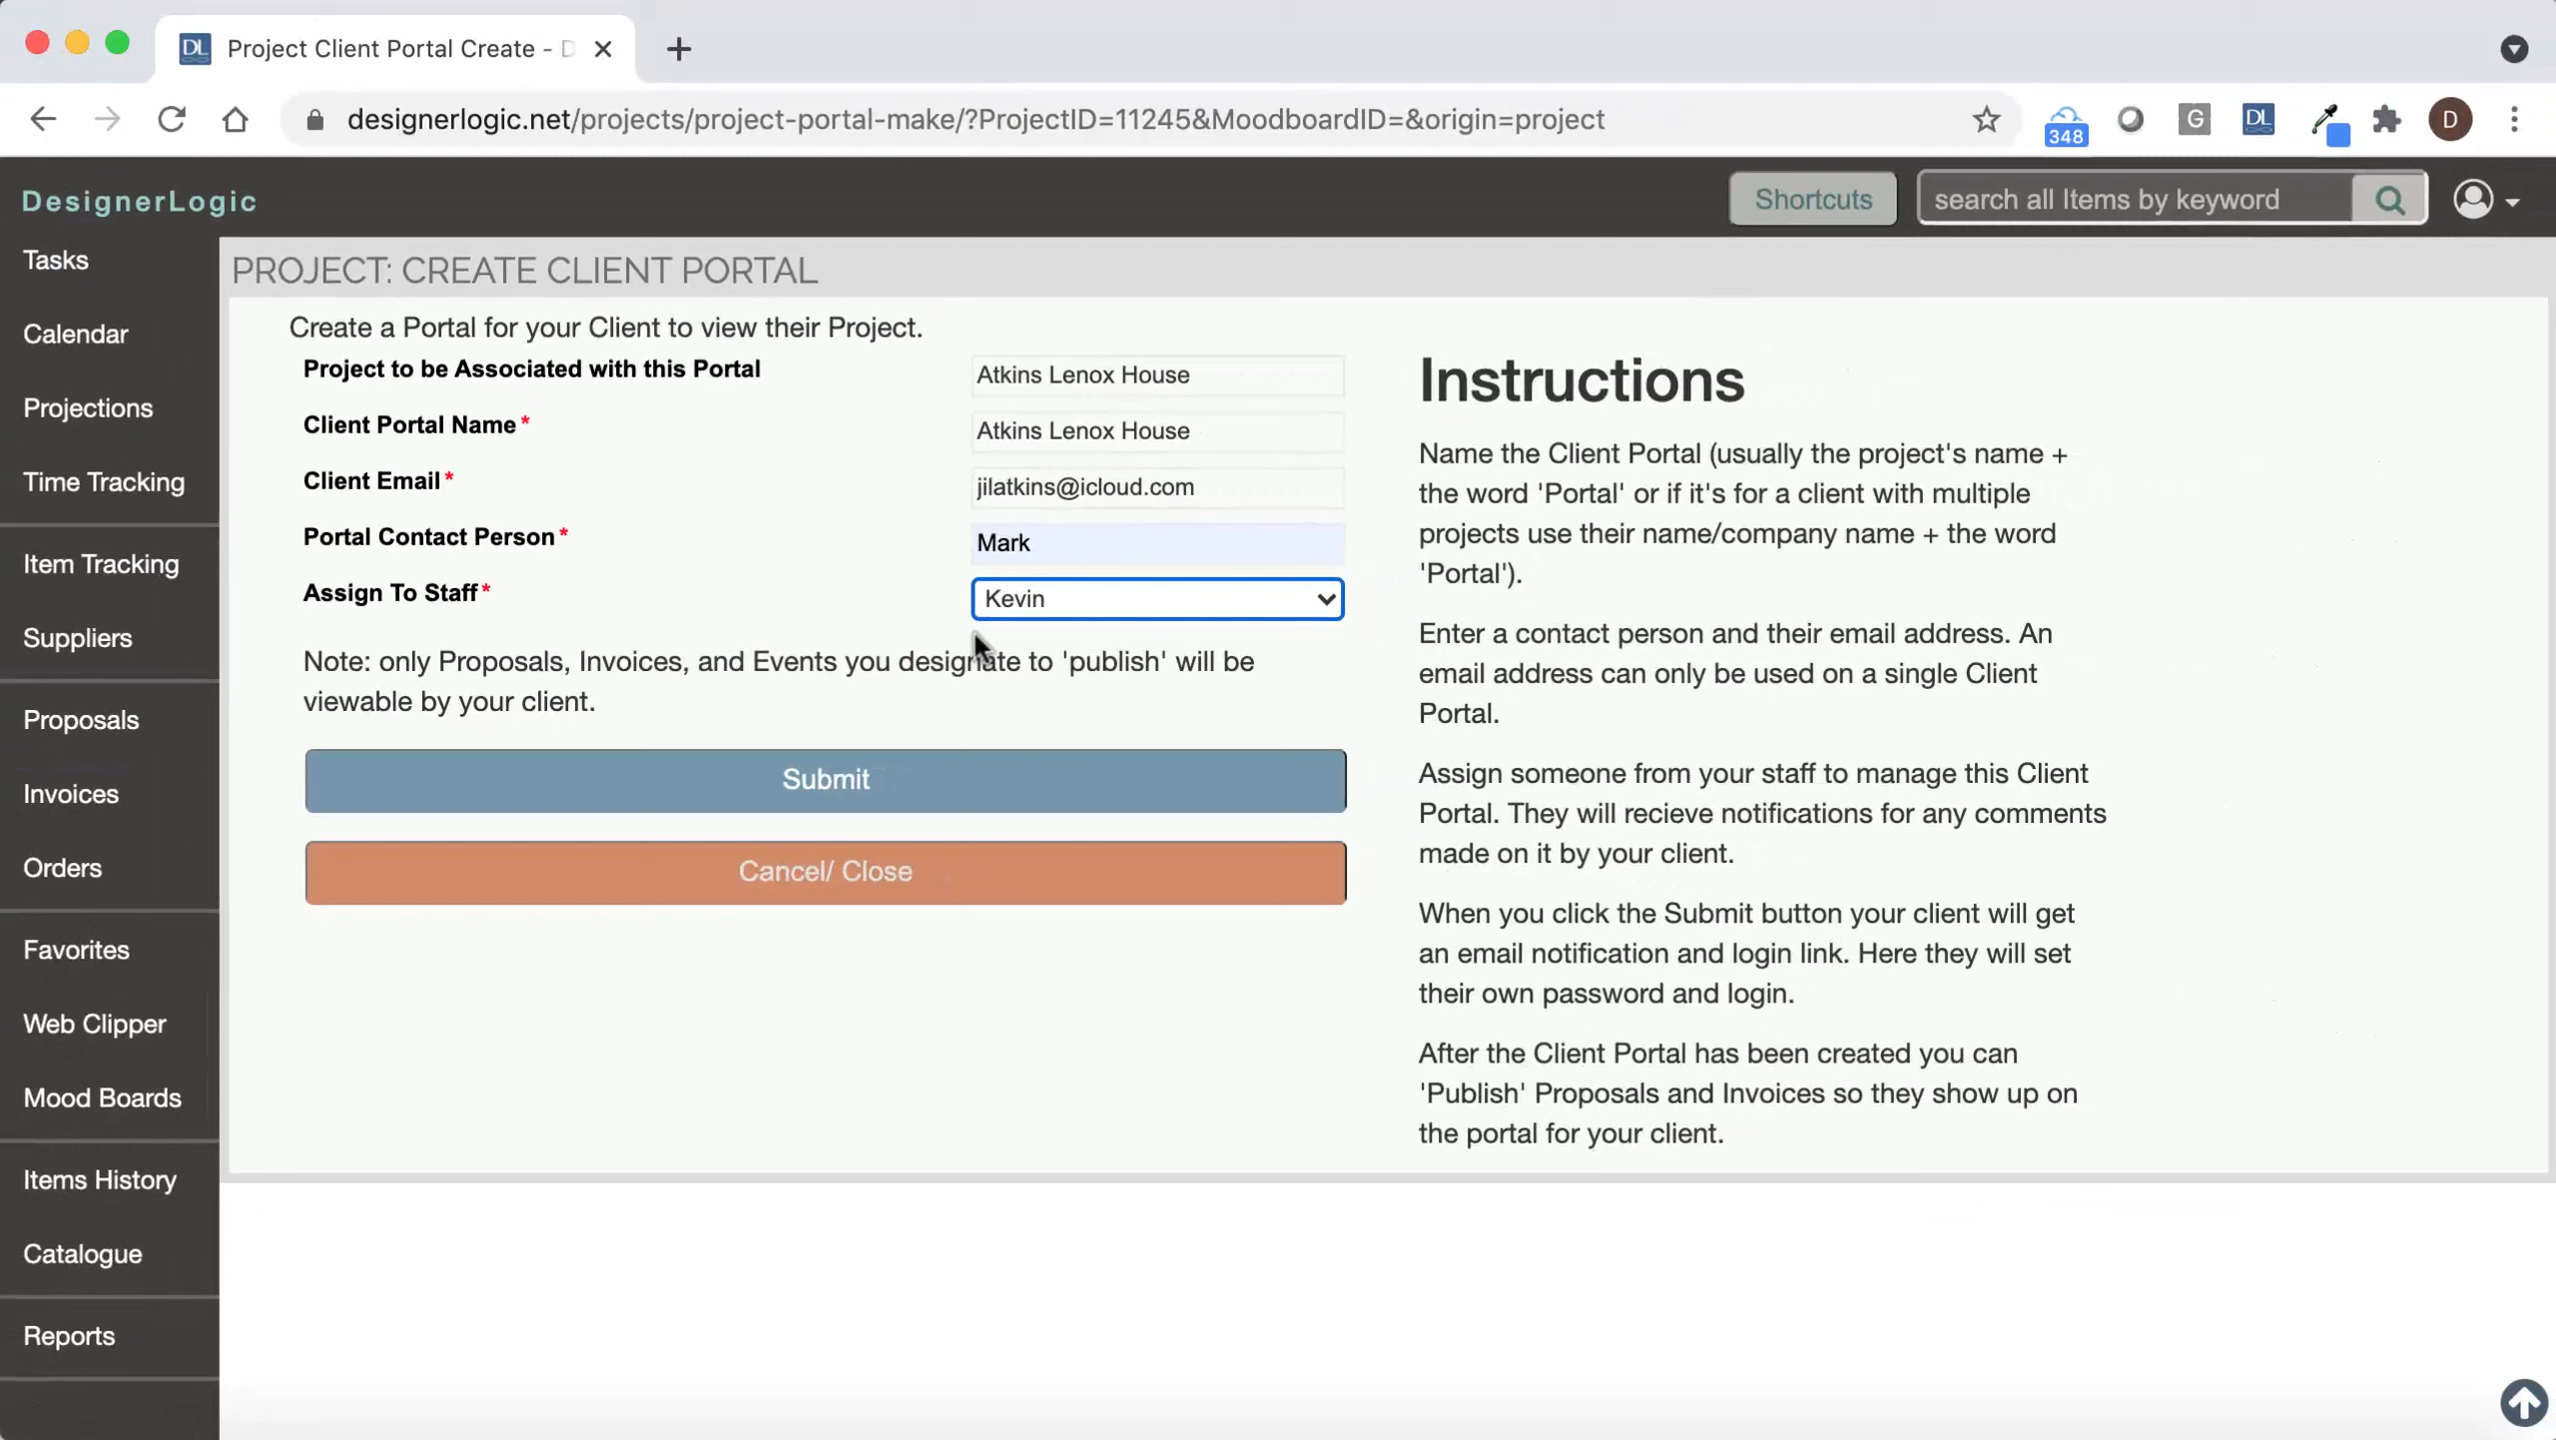 Project Client Portal Create - D
designerlogic.net/projects/project-portal-make/?ProjectID=11245&MoodboardID=&origin=project
348
G
DL
D
DL
DesignerLogic
Shortcuts
search all Items by keyword
Tasks
Calendar
Projections
Time Tracking
Item Tracking
Suppliers
Proposals
Invoices
Orders
Favorites
Web Clipper
Mood Boards
Items History
Catalogue
Reports
PROJECT: CREATE CLIENT PORTAL
Create a Portal for your Client to view their Project.
Project to be Associated with this Portal
Atkins Lenox House
Client Portal Name*
Atkins Lenox House
Client Email*
jilatkins@icloud.com
Portal Contact Person*
Mark
Assign To Staff*
Kevin
Note: only Proposals, Invoices, and Events you designate to 'publish' will be
viewable by your client.
Submit
Cancel/ Close
Instructions
Name the Client Portal (usually the project's name +
the word 'Portal' or if it's for a client with multiple
projects use their name/company name + the word
'Portal').
Enter a contact person and their email address. An
email address can only be used on a single Client
Portal.
Assign someone from your staff to manage this Client
Portal. They will recieve notifications for any comments
made on it by your client.
When you click the Submit button your client will get
an email notification and login link. Here they will set
their own password and login.
After the Client Portal has been created you can
'Publish' Proposals and Invoices so they show up on
the portal for your client.